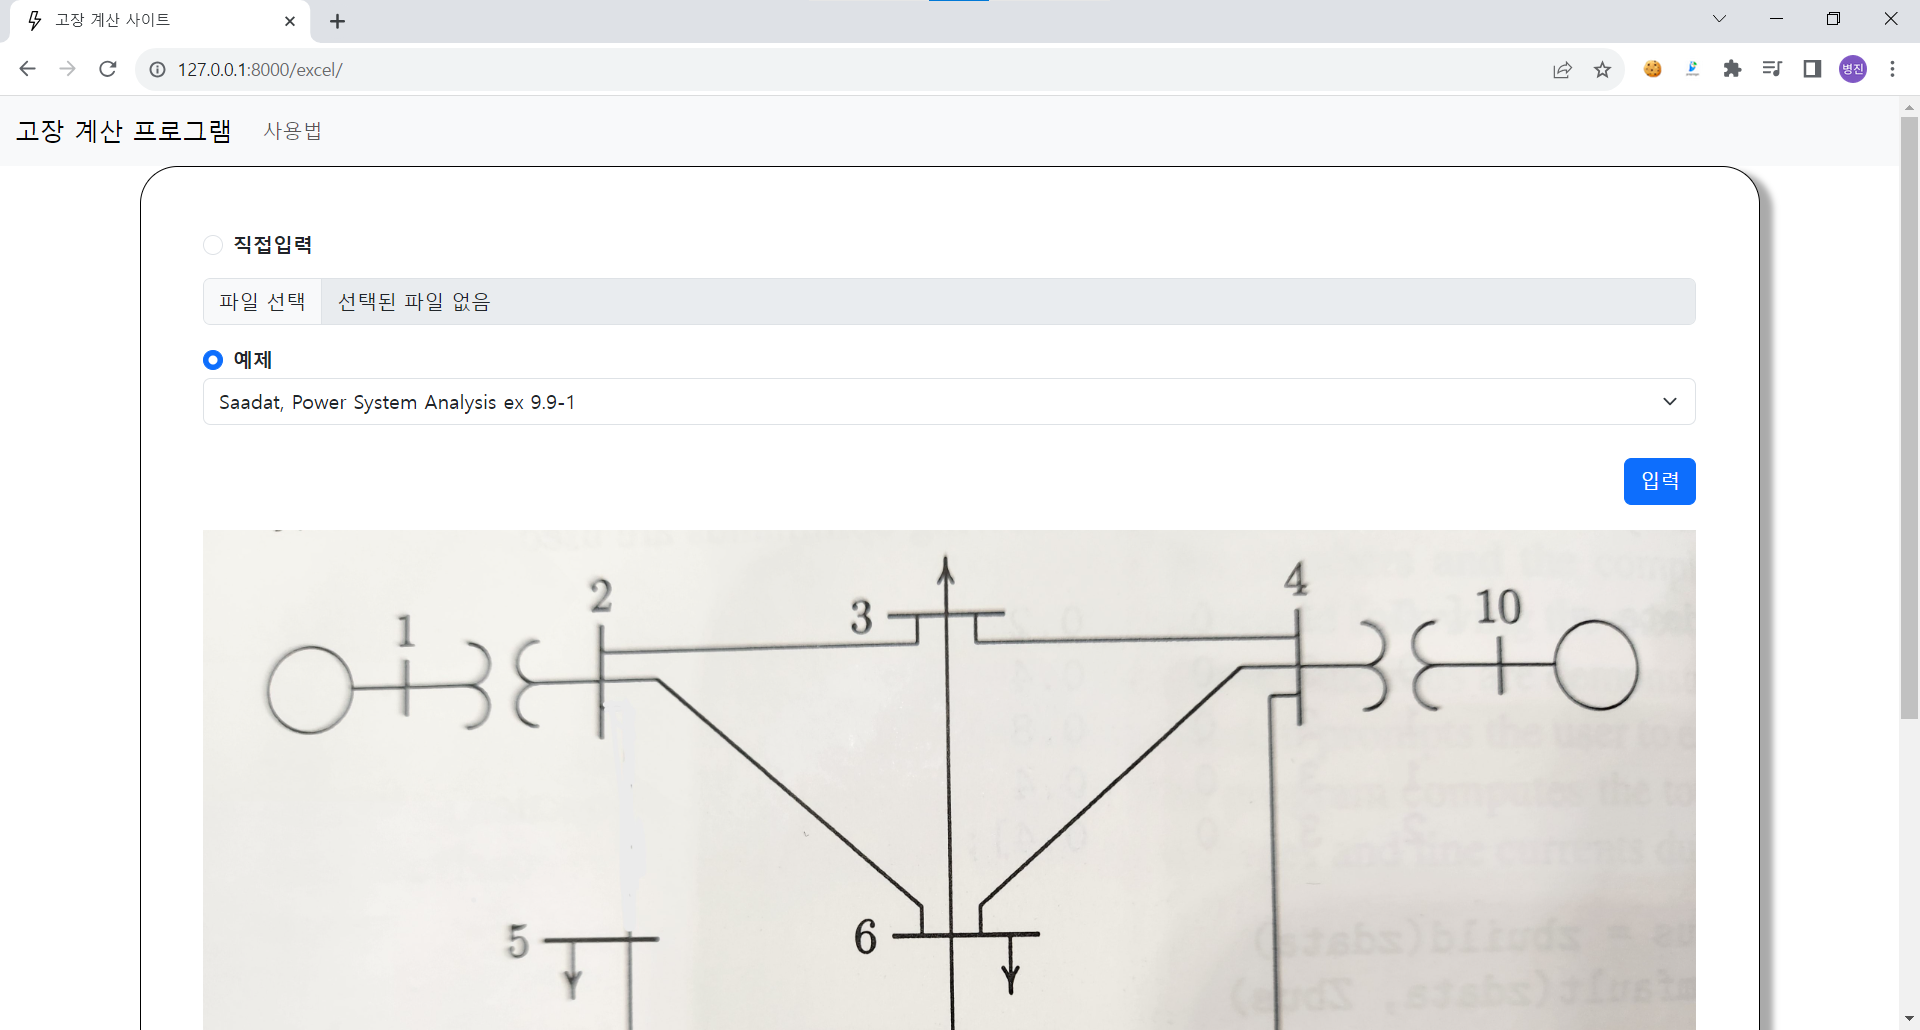 고장 계산 사이트
127.0.0.1:8000/excel/
병진
고장 계산 프로그램 사용법
직접입력
파일 선택 선택된 파일 없음
예제
Saadat, Power System Analysis ex 9.9-1
입력
1
2
3
4
10
5
6